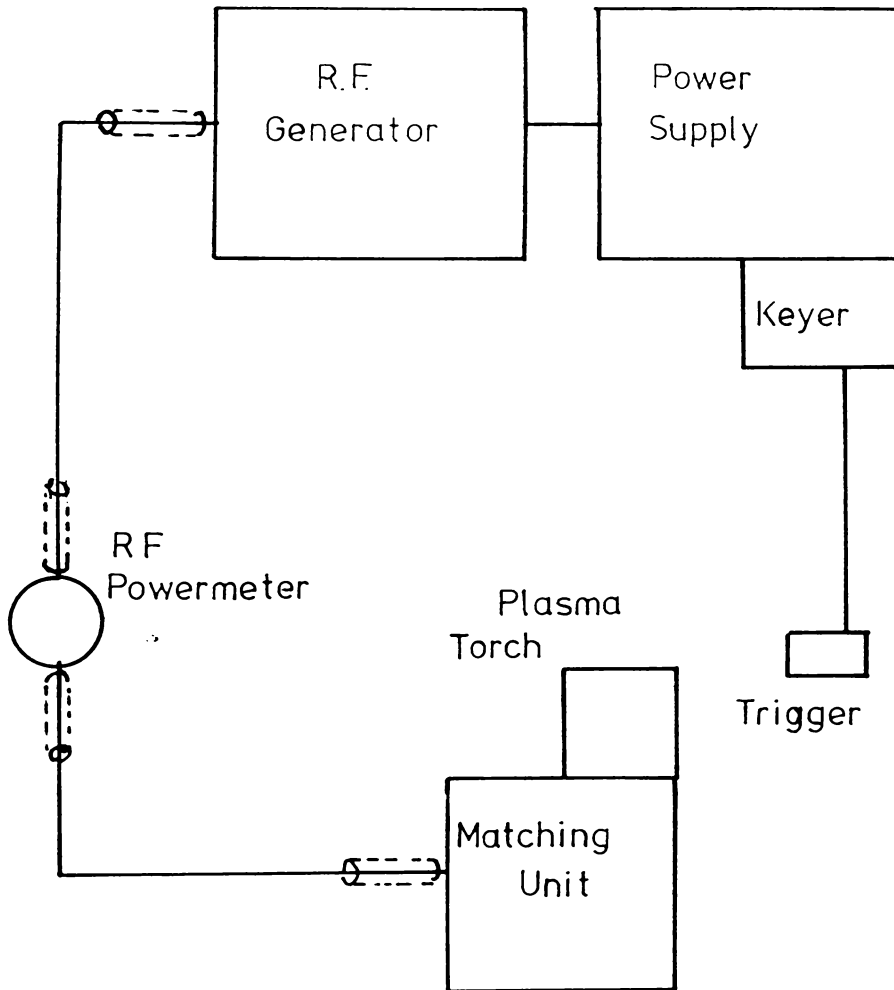 R.F.
Generator
Power
Supply
Keyer
RF
Powermeter
Plasma
Torch
Trigger
Matching
Unit